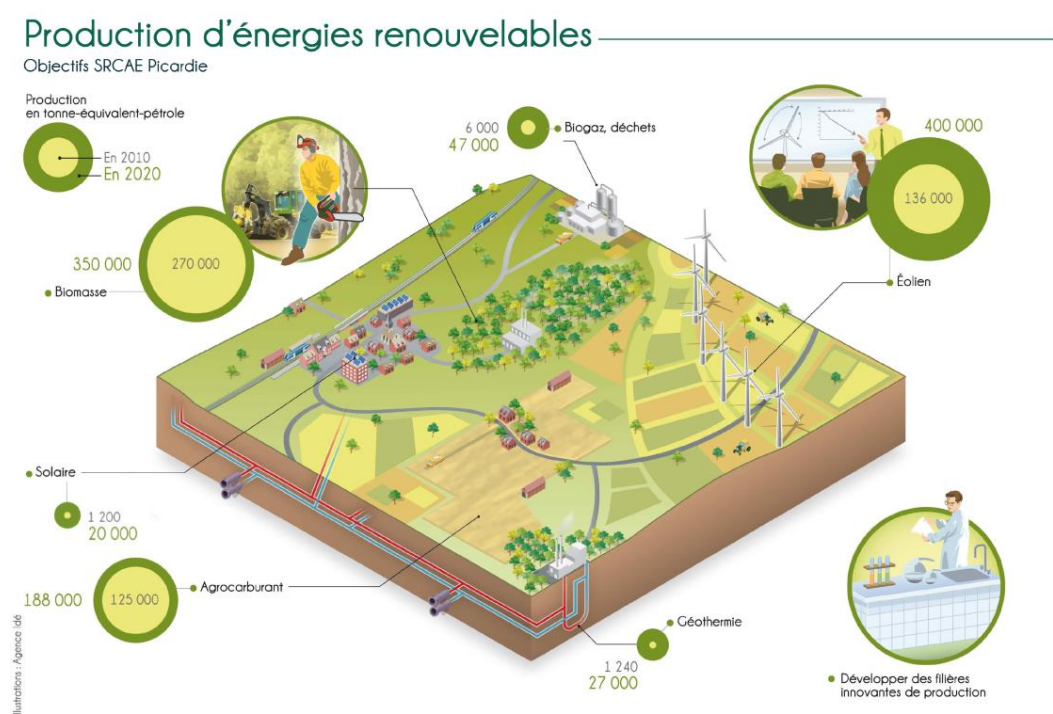 Production d'énergies renouvelables
Objectifs SRCAE Picardie
Production
en tonne-équivalent-pétrole
En 2010
En 2020
6 000
47 000
Biogaz, déchets
400 000
136 000
Éolien
350 000
270 000
Biomasse
Solaire
1 200
20 000
188 000
125 000
Agrocarburant
Géothermie
1 240
27 000
Développer des filières
innovantes de production
Illustrations : Agence Idé